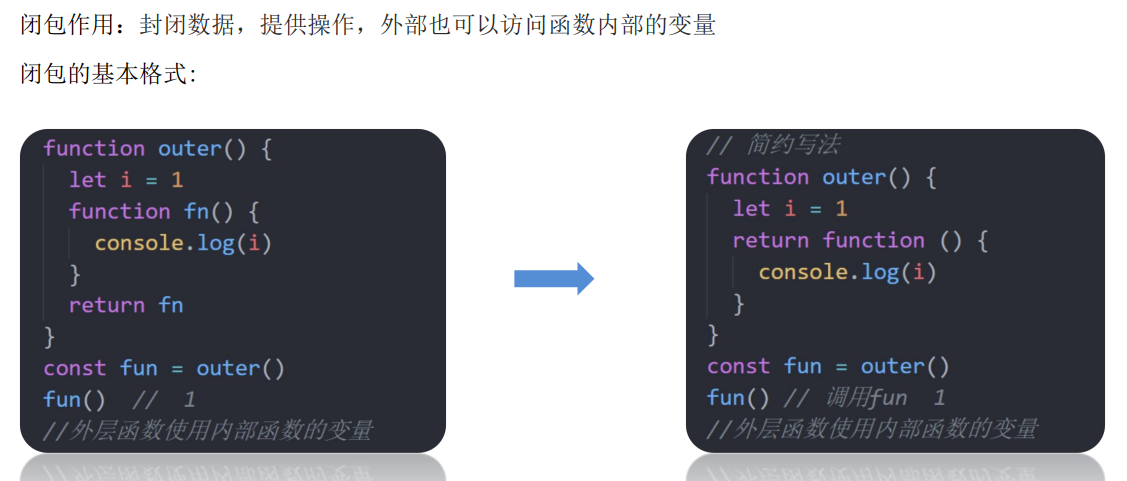 闭包作用：封闭数据，提供操作，外部也可以访问函数内部的变量
闭包的基本格式:
function outer() {
let i = 1
function fn() {
console.log(i)
}
return fn
}
const fun = outer()
fun() // 1
//外层函数使用内部函数的变量
// 简约写法
function outer() {
let i = 1
return function () {
console.log(i)
}
}
const fun = outer()
fun() // 调用fun 1
//外层函数使用内部函数的变量